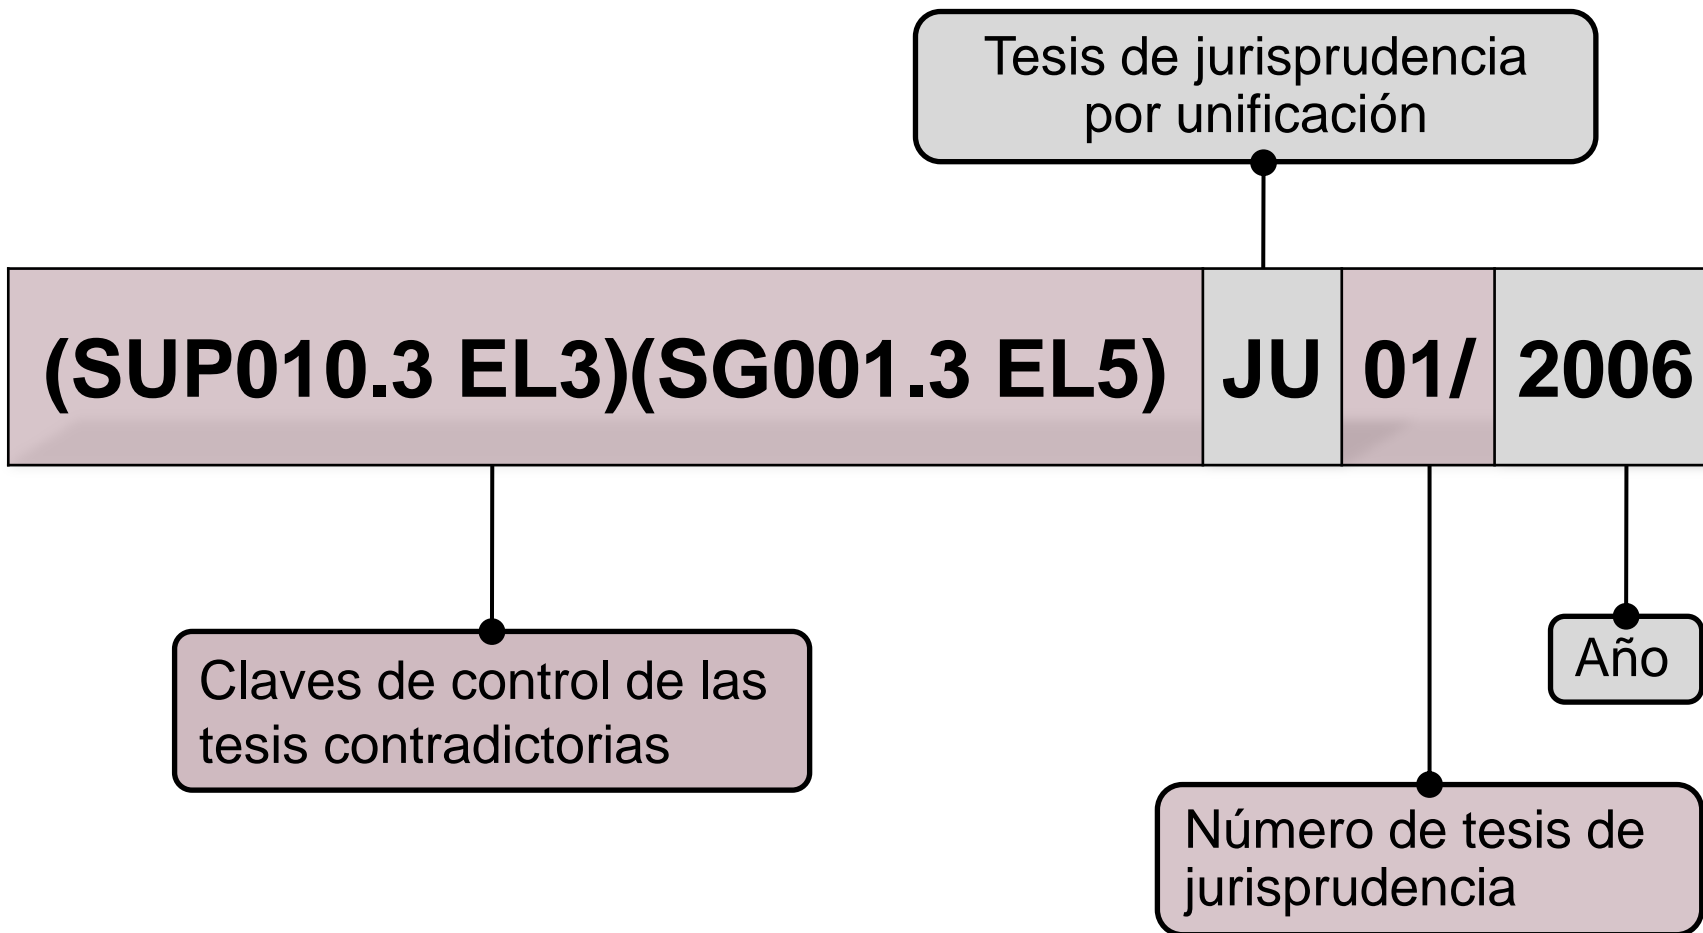 Tesis de jurisprudencia
por unificación
(SUP010.3 EL3)(SG001.3 EL5) JU 01/ 2006
Claves de control de las
tesis contradictorias
Año
Número de tesis de
jurisprudencia